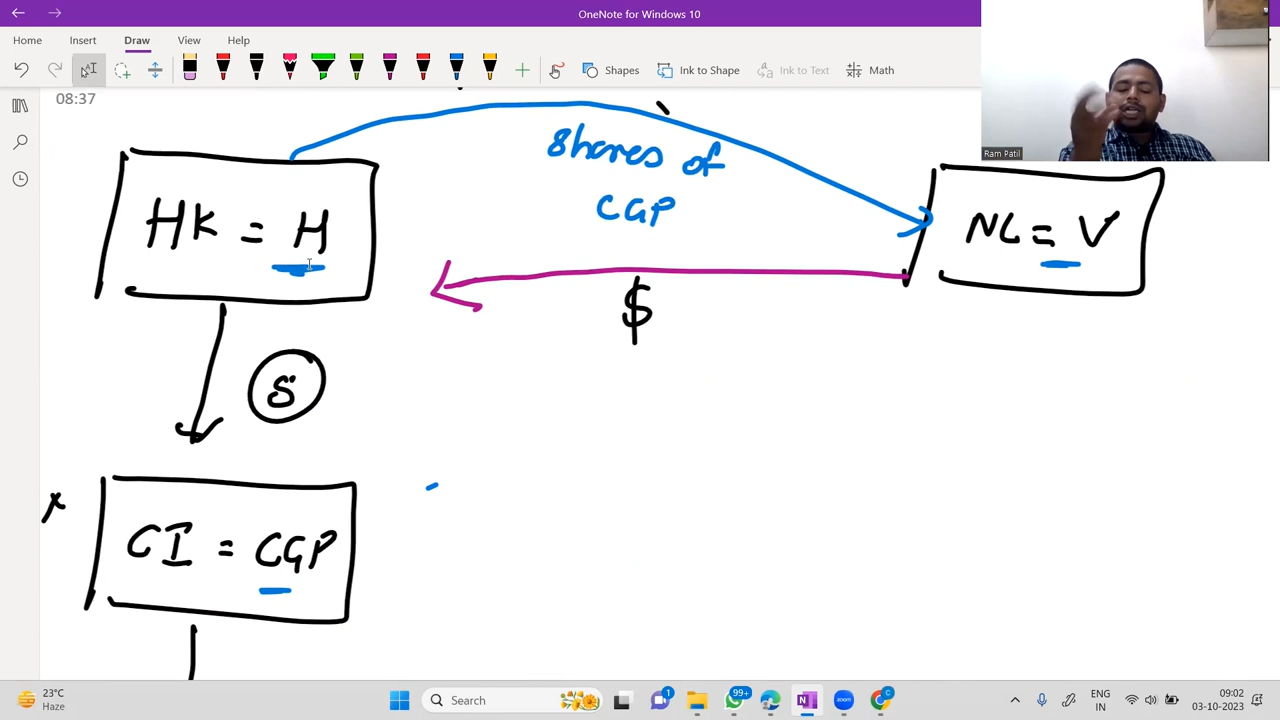 OneNote for Windows 10
Home Insert Draw View Help
Shapes Ink to Shape Ink to Text Math
08:37
Ram Patil
Shares of
CGP
HK = H
NL = V
$
S
x
CI = CGP
23°C
Haze
Search
99+
1
C
ENG
IN
09:02
03-10-2023